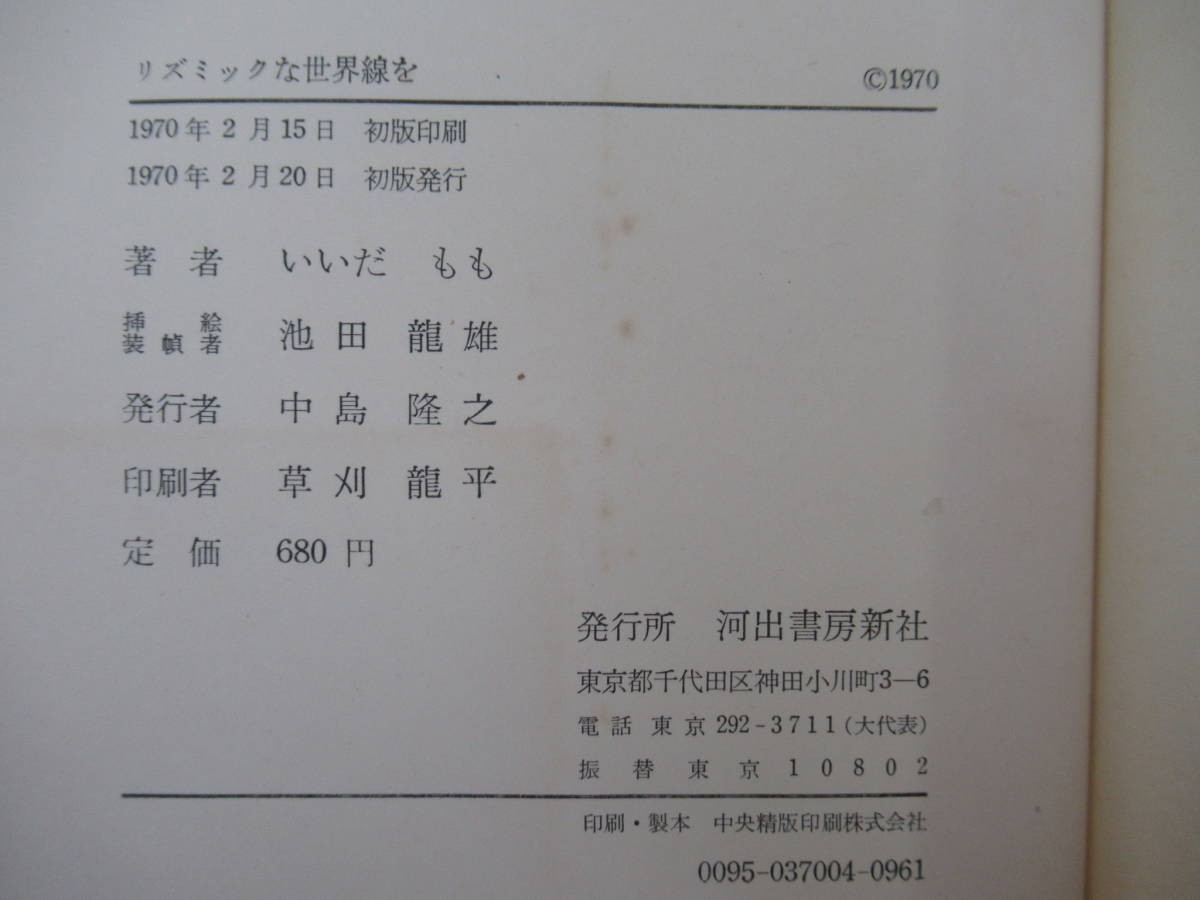 リズミックな世界線を ©1970
1970年2月15日 初版印刷
1970年2月20日 初版発行
著者 いいだ もも
挿絵
装幀者 池田龍雄
発行者 中島隆之
印刷者 草刈龍平
定価 680円
発行所 河出書房新社
東京都千代田区神田小川町3—6
電話 東京 292-3711(大代表)
振替東京 10802
印刷・製本 中央精版印刷株式会社
0095-037004-0961